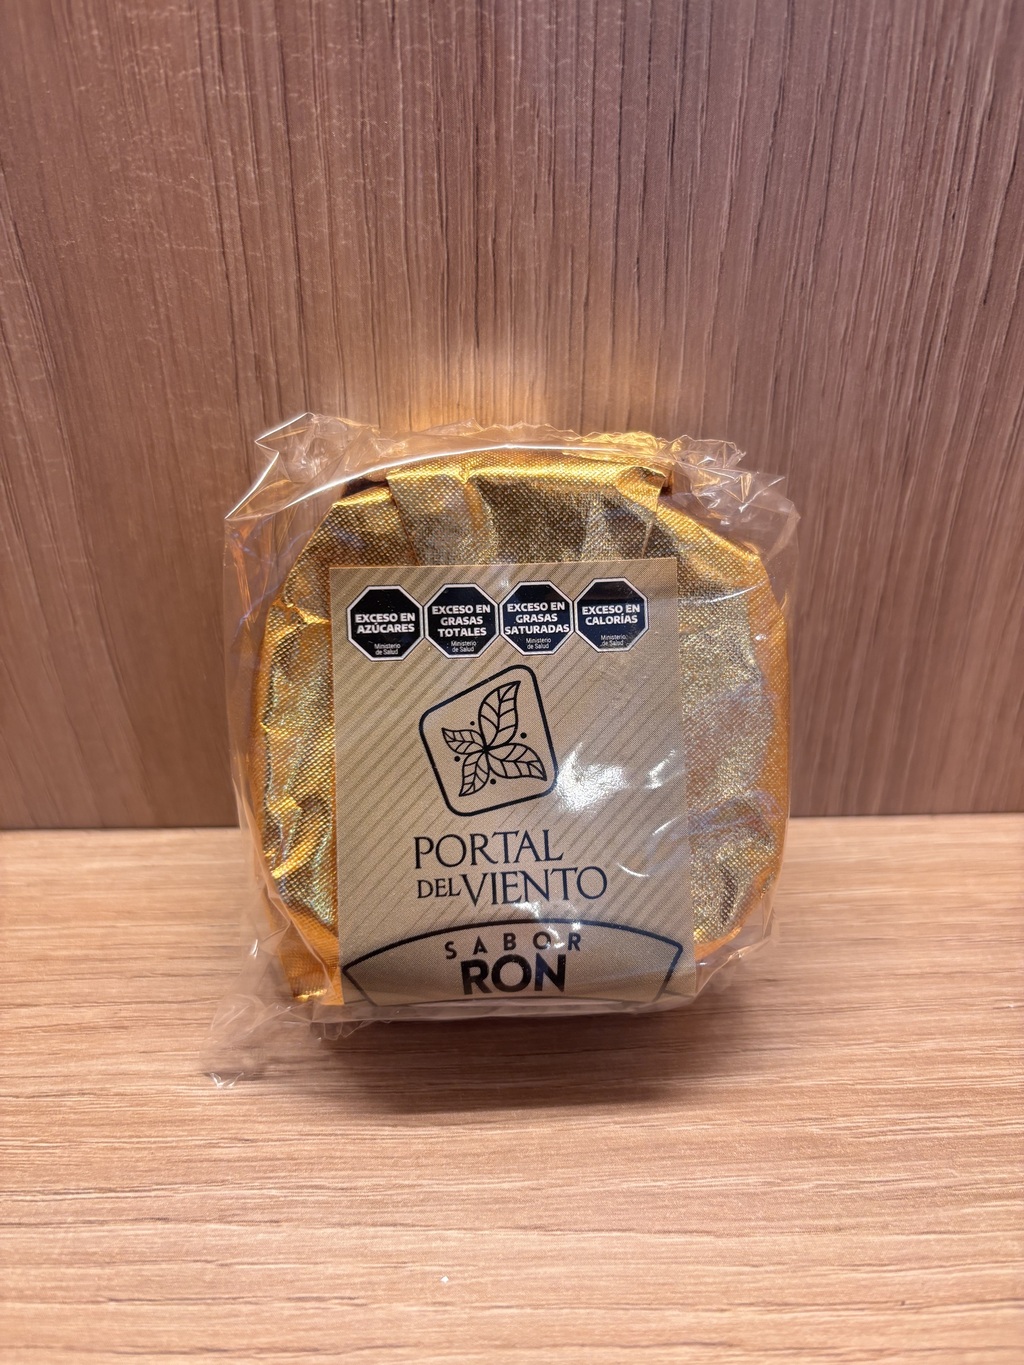 EXCESO EN
AZÚCARES
Ministerio
de Salud
EXCESO EN
GRASAS
TOTALES
Ministerio
de Salud
EXCESO EN
GRASAS
SATURADAS
Ministerio
de Salud
EXCESO EN
CALORÍAS
Ministerio
de Salud
PORTAL
DEL VIENTO
SABOR
RON